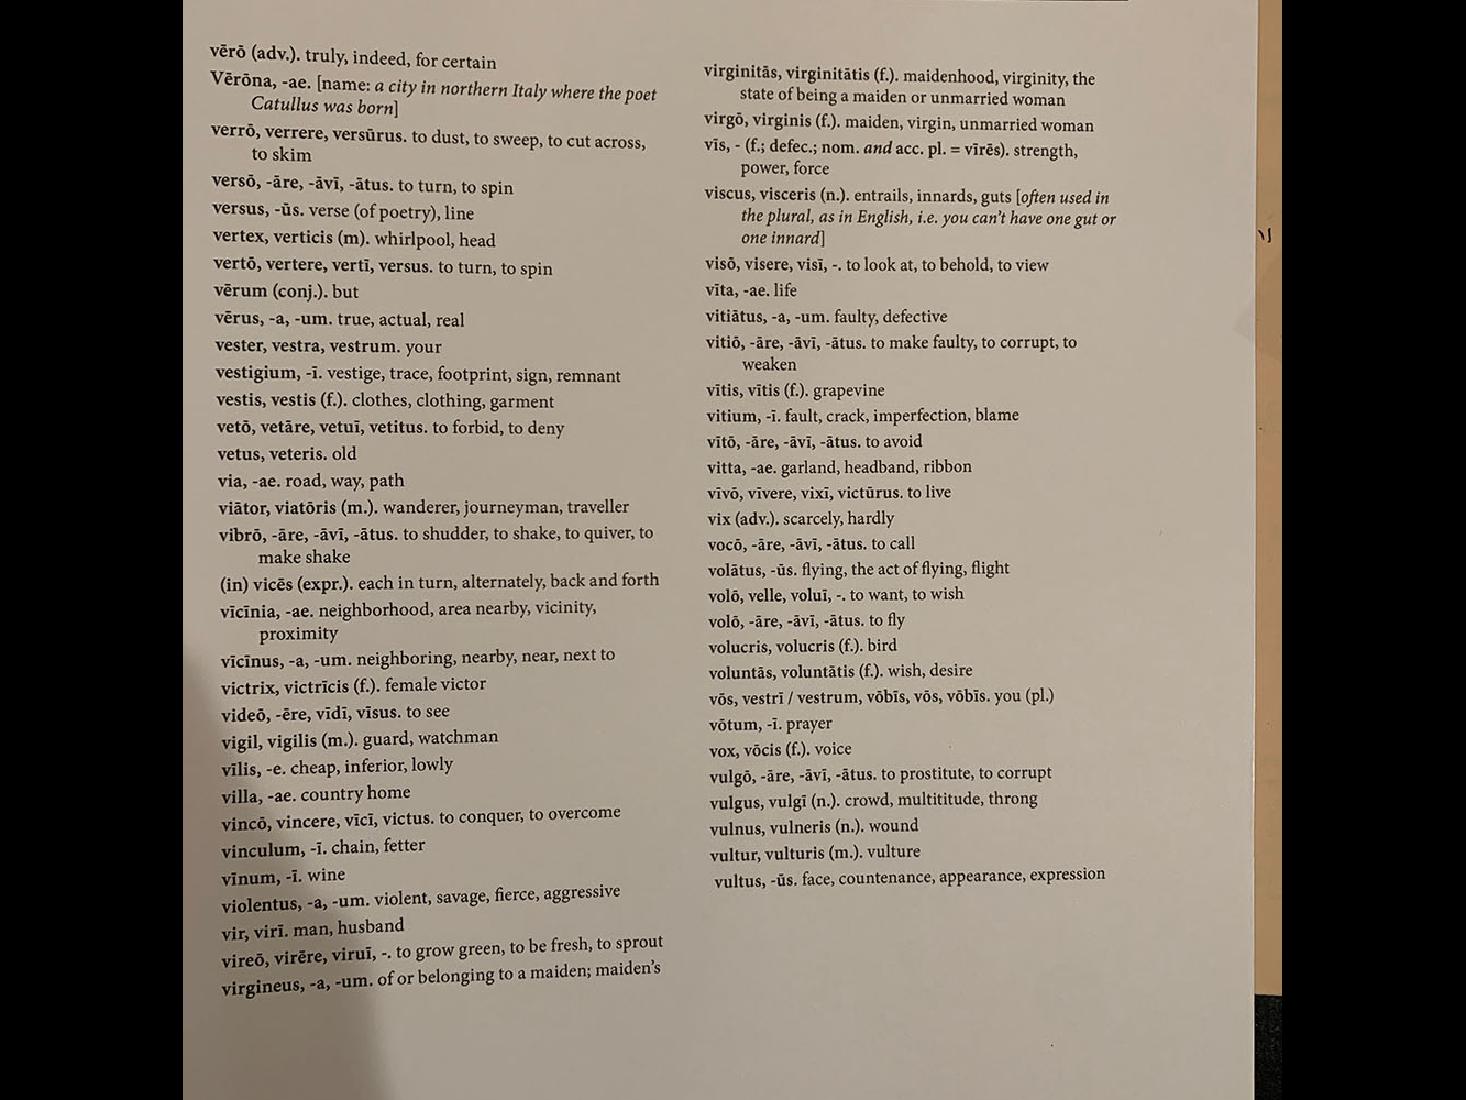 vērō (adv.). truly, indeed, for certain
Vērōna, -ae. [name: a city in northern Italy where the poet
Catullus was born]
verrō, verrere, versūrus. to dust, to sweep, to cut across,
to skim
versō, -āre, -āvī, -ātus. to turn, to spin
versus, -ūs. verse (of poetry), line
vertex, verticis (m). whirlpool, head
vertō, vertere, vertī, versus. to turn, to spin
vērum (conj.). but
vērus, -a, -um. true, actual, real
vester, vestra, vestrum. your
vestigium, -ī. vestige, trace, footprint, sign, remnant
vestis, vestis (f.). clothes, clothing, garment
vetō, vetāre, vetuī, vetitus. to forbid, to deny
vetus, veteris. old
via, -ae. road, way, path
viātor, viatōris (m.). wanderer, journeyman, traveller
vibrō, -āre, -āvī, -ātus. to shudder, to shake, to quiver, to
make shake
(in) vicēs (expr.). each in turn, alternately, back and forth
vīcīnia, -ae. neighborhood, area nearby, vicinity,
proximity
vīcīnus, -a, -um. neighboring, nearby, near, next to
victrix, victrīcis (f.). female victor
videō, -ēre, vīdī, vīsus. to see
vigil, vigilis (m.). guard, watchman
vīlis, -e. cheap, inferior, lowly
villa, -ae. country home
vincō, vincere, vīcī, victus. to conquer, to overcome
vinculum, -ī. chain, fetter
vīnum, -ī. wine
violentus, -a, -um. violent, savage, fierce, aggressive
vir, virī. man, husband
vireō, virēre, viruī, -. to grow green, to be fresh, to sprout
virgineus, -a, -um. of or belonging to a maiden; maiden's
virginitās, virginitātis (f.). maidenhood, virginity, the
state of being a maiden or unmarried woman
virgō, virginis (f.). maiden, virgin, unmarried woman
vīs, - (f.; defec.; nom. and acc. pl. = vīrēs). strength,
power, force
viscus, visceris (n.). entrails, innards, guts [often used in
the plural, as in English, i.e. you can't have one gut or
one innard]
visō, visere, visī, -. to look at, to behold, to view
vīta, -ae. life
vitiātus, -a, -um. faulty, defective
vitiō, -āre, -āvī, -ātus. to make faulty, to corrupt, to
weaken
vītis, vītis (f.). grapevine
vitium, -ī. fault, crack, imperfection, blame
vītō, -āre, -āvī, -ātus. to avoid
vitta, -ae. garland, headband, ribbon
vīvō, vīvere, vixī, victūrus. to live
vix (adv.). scarcely, hardly
vocō, -āre, -āvī, -ātus. to call
volātus, -ūs. flying, the act of flying, flight
volō, velle, voluī, -. to want, to wish
volō, -āre, -āvī, -ātus. to fly
volucris, volucris (f.). bird
voluntās, voluntātis (f.). wish, desire
vōs, vestrī / vestrum, vōbīs, vōs, vōbīs. you (pl.)
vōtum, -ī. prayer
vox, vōcis (f.). voice
vulgō, -āre, -āvī, -ātus. to prostitute, to corrupt
vulgus, vulgī (n.). crowd, multititude, throng
vulnus, vulneris (n.). wound
vultur, vulturis (m.). vulture
vultus, -ūs. face, countenance, appearance, expression